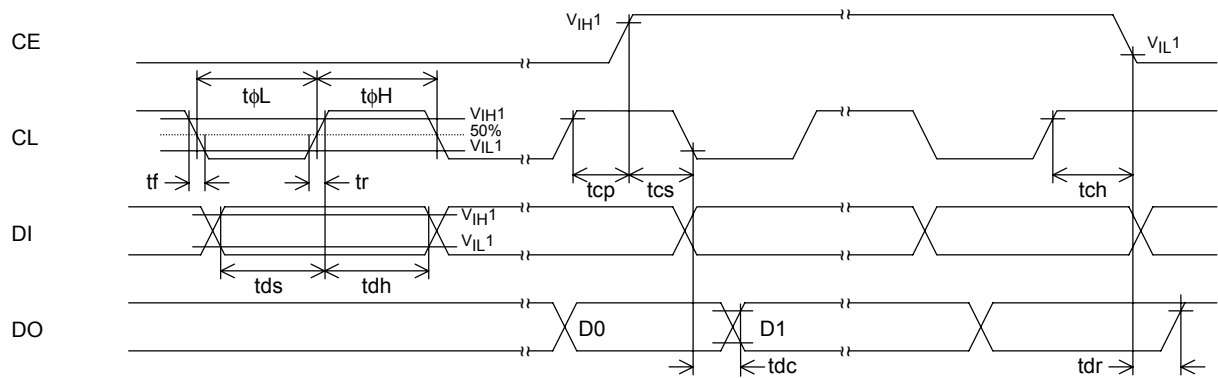 CE
VIH1
VIL1
tϕL
tϕH
CL
VIH1
50%
VIL1
tf
tr
tcp
tcs
tch
DI
VIH1
VIL1
tds
tdh
DO
D0
D1
tdc
tdr